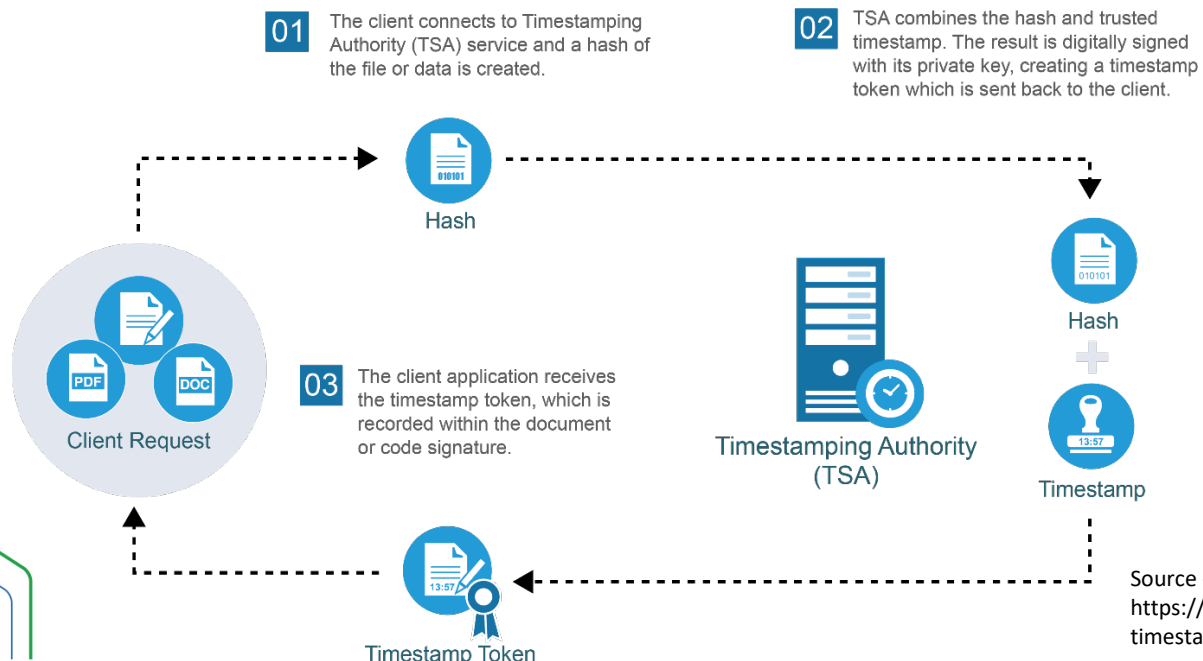 01
The client connects to Timestamping
Authority (TSA) service and a hash of
the file or data is created.
02
TSA combines the hash and trusted
timestamp. The result is digitally signed
with its private key, creating a timestamp
token which is sent back to the client.
010101
Hash
010101
Hash
PDF
DOC
Client Request
03
The client application receives
the timestamp token, which is
recorded within the document
or code signature.
Timestamping Authority
(TSA)
13:57
Timestamp
13:57
Timestamp Token
Source
https://
timesta